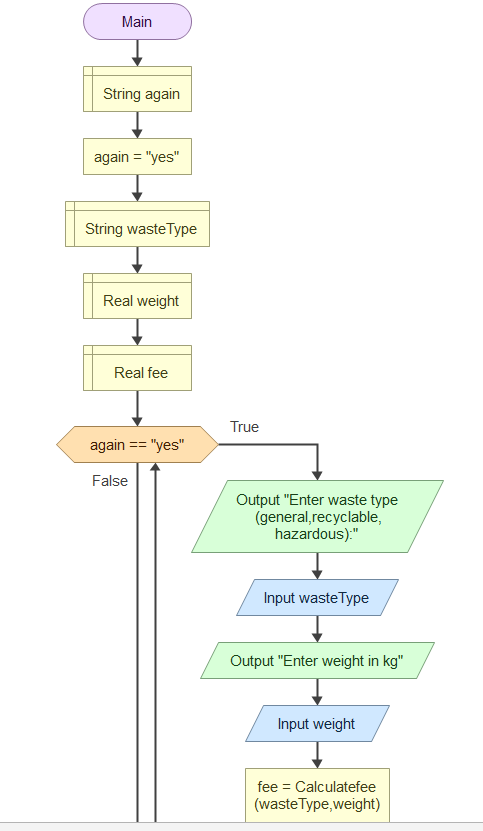 Main
String again
again = "yes"
String wasteType
Real weight
Real fee
again == "yes"
True
False
Output "Enter waste type
(general,recyclable,
hazardous):"
Input wasteType
Output "Enter weight in kg"
Input weight
fee = Calculatefee
(wasteType,weight)